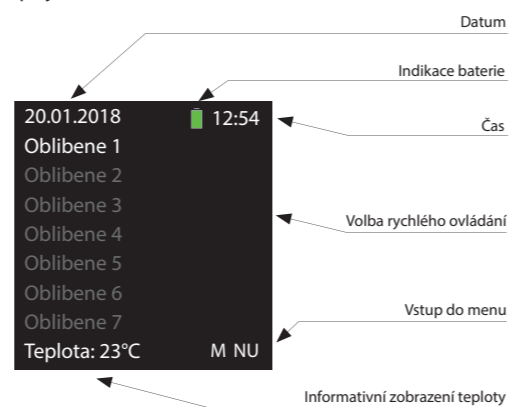 Datum
Indikace baterie
20.01.2018 12:54
Čas
Oblibene 1
Oblibene 2
Oblibene 3
Volba rychlého ovládání
Oblibene 4
Oblibene 5
Oblibene 6
Vstup do menu
Oblibene 7
Teplota: 23°C M NU
Informativní zobrazení teploty